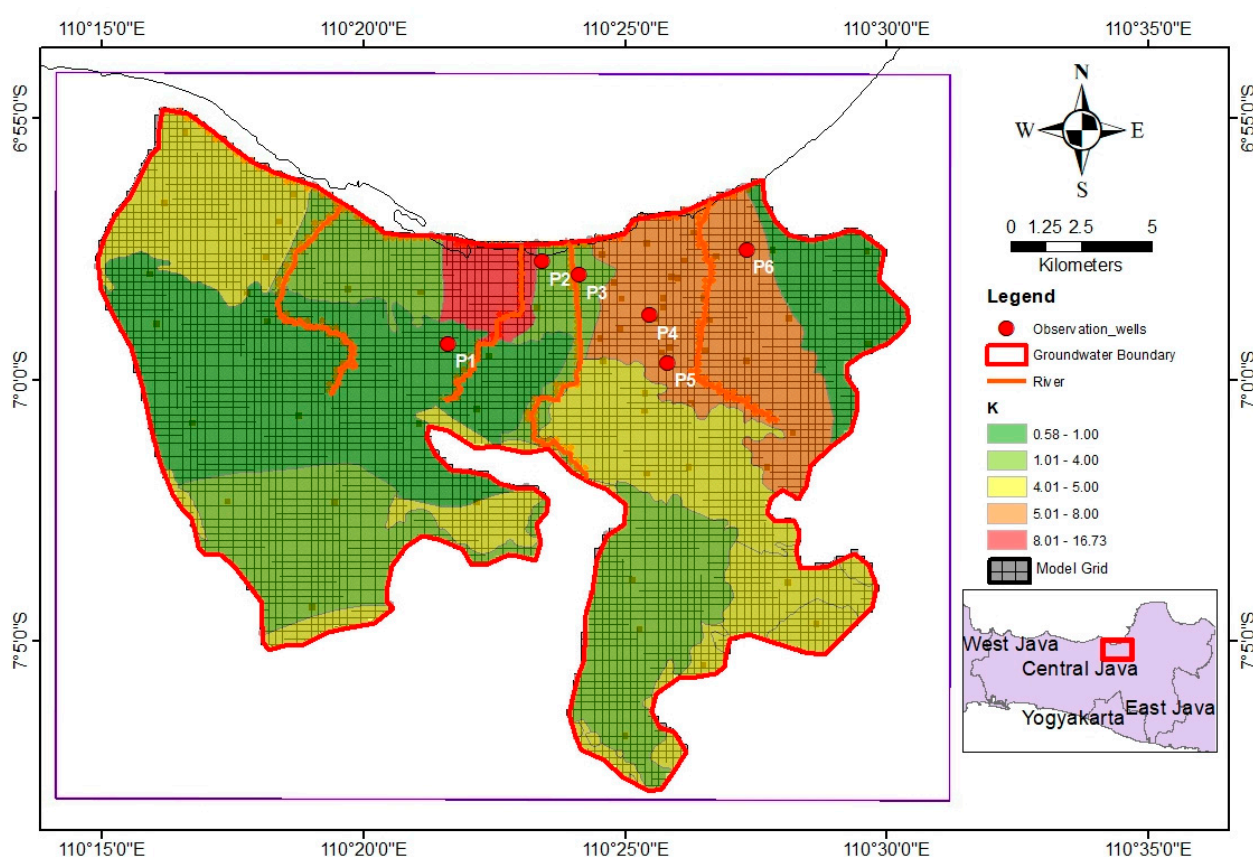 110°15'0"E 110°20'0"E 110°25'0"E 110°30'0"E 110°35'0"E
6°55'0"S
7°0'0"S
7°5'0"S
P1
P2
P3
P4
P5
P6
N
W E
S
0 1.25 2.5 5
Kilometers
Legend
Observation_wells
Groundwater Boundary
River
K
0.58 - 1.00
1.01 - 4.00
4.01 - 5.00
5.01 - 8.00
8.01 - 16.73
Model Grid
6°55'0"S
7°0'0"S
7°5'0"S
West Java
Central Java
East Java
Yogyakarta
110°15'0"E 110°20'0"E 110°25'0"E 110°30'0"E 110°35'0"E